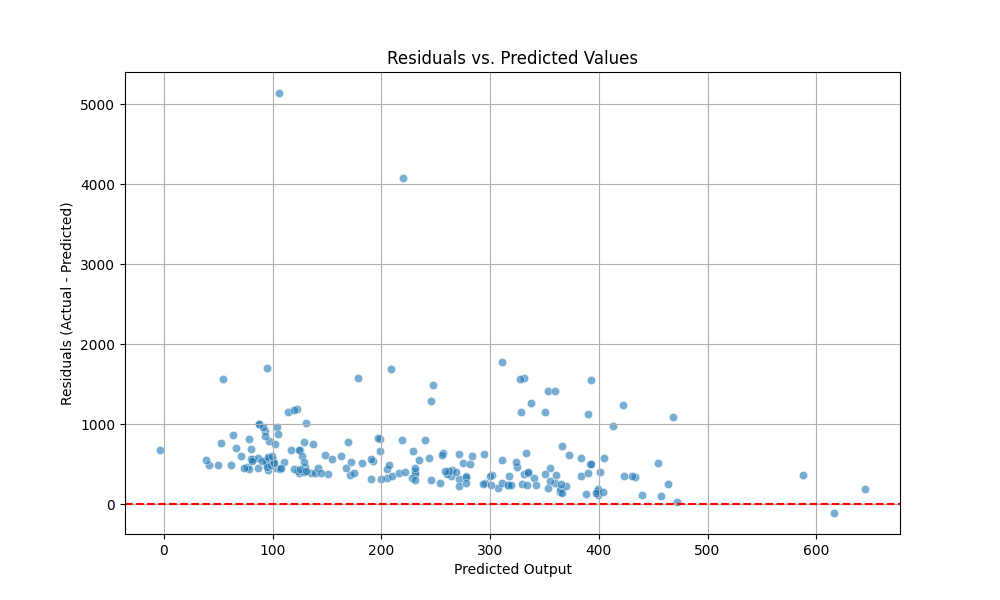 Residuals vs. Predicted Values
Residuals (Actual - Predicted)
5000
4000
3000
2000
1000
0
0 100 200 300 400 500 600
Predicted Output